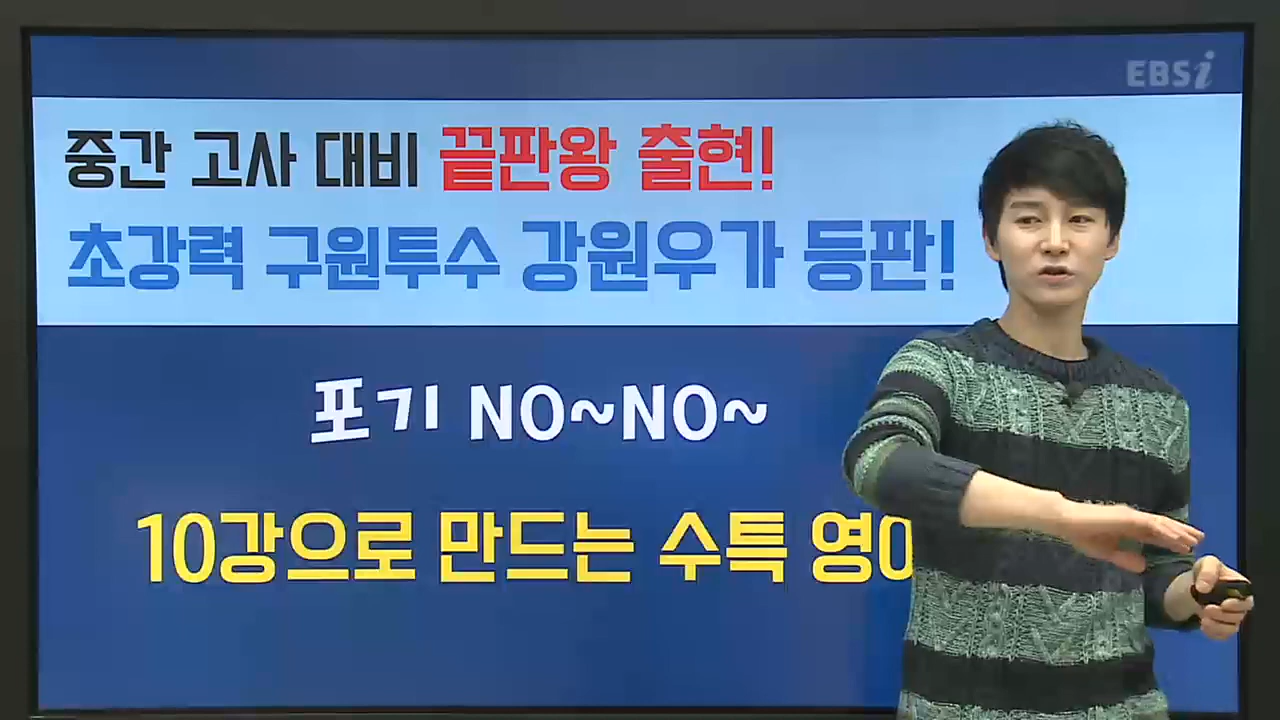 EBSi
중간 고사 대비 끝판왕 출현!
초강력 구원투수 강원우가 등판!
포기 NO~NO~
10강으로 만드는 수특